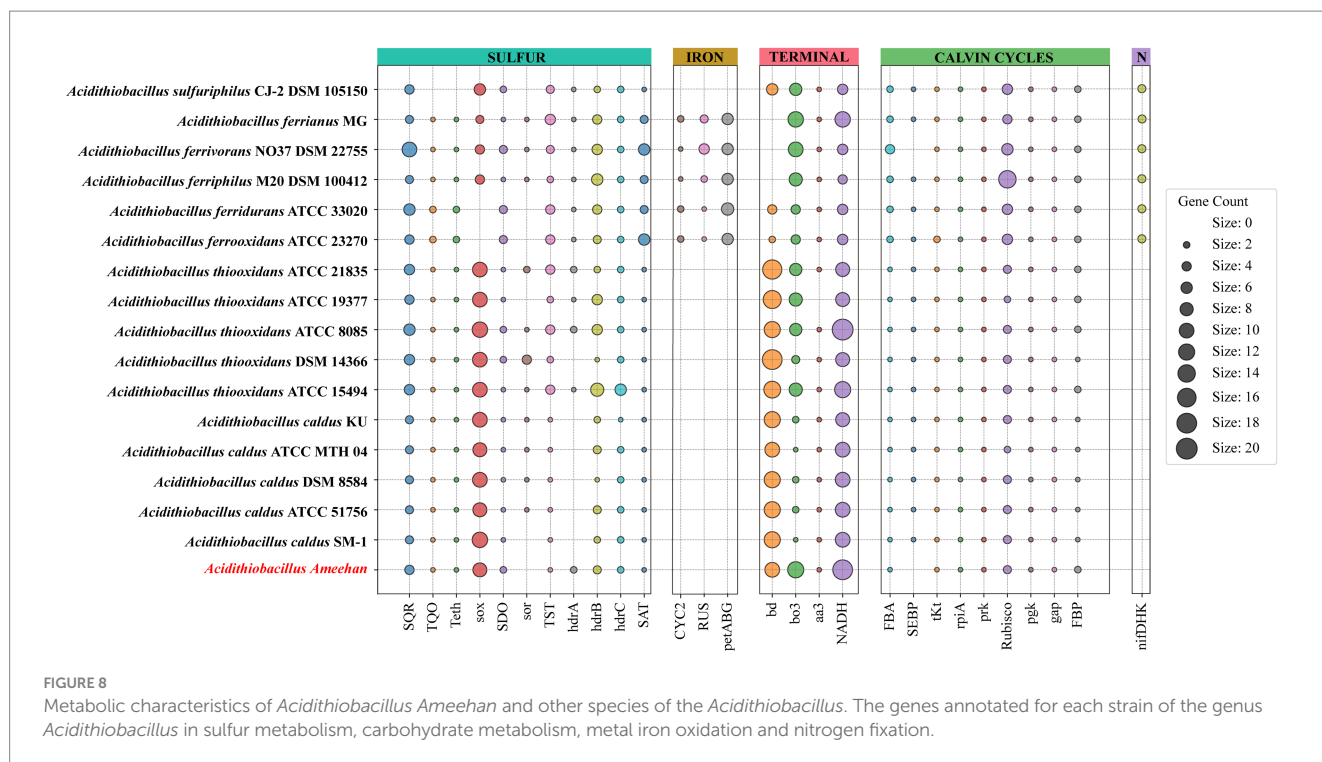 SULFUR IRON TERMINAL CALVIN CYCLES N
Acidithiobacillus sulfuriphilus CJ-2 DSM 105150
Acidithiobacillus ferrianus MG
Acidithiobacillus ferrivorans NO37 DSM 22755
Acidithiobacillus ferriphilus M20 DSM 100412
Acidithiobacillus ferridurans ATCC 33020
Acidithiobacillus ferrooxidans ATCC 23270
Acidithiobacillus thiooxidans ATCC 21835
Acidithiobacillus thiooxidans ATCC 19377
Acidithiobacillus thiooxidans ATCC 8085
Acidithiobacillus thiooxidans DSM 14366
Acidithiobacillus thiooxidans ATCC 15494
Acidithiobacillus caldus KU
Acidithiobacillus caldus ATCC MTH 04
Acidithiobacillus caldus DSM 8584
Acidithiobacillus caldus ATCC 51756
Acidithiobacillus caldus SM-1
Acidithiobacillus Ameehan
SQR TQO Teth sox SDO sor TST hdrA hdrB hdrC SAT CYC2 RUS petABG bd bo3 aa3 NADH FBA SEBP tKt rpiA prk Rubisco pgk gap FBP nifDHK
Gene Count
Size: 0
Size: 2
Size: 4
Size: 6
Size: 8
Size: 10
Size: 12
Size: 14
Size: 16
Size: 18
Size: 20
FIGURE 8
Metabolic characteristics of Acidithiobacillus Ameehan and other species of the Acidithiobacillus. The genes annotated for each strain of the genus
Acidithiobacillus in sulfur metabolism, carbohydrate metabolism, metal iron oxidation and nitrogen fixation.